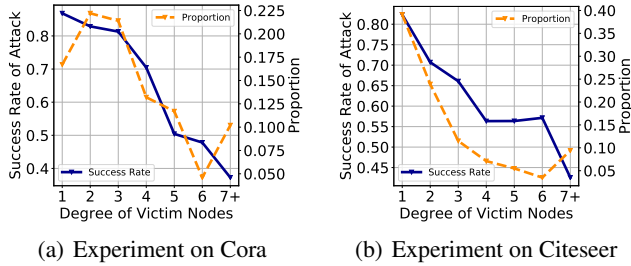 Success Rate of Attack
0.8
0.7
0.6
0.5
0.4
Proportion
Success Rate
0.225
0.200
0.175
0.150
0.125
0.100
0.075
0.050
Proportion
1 2 3 4 5 6 7+
Degree of Victim Nodes
(a) Experiment on Cora
Success Rate of Attack
0.80
0.75
0.70
0.65
0.60
0.55
0.50
0.45
Proportion
Success Rate
0.40
0.35
0.30
0.25
0.20
0.15
0.10
0.05
Proportion
1 2 3 4 5 6 7+
Degree of Victim Nodes
(b) Experiment on Citeseer